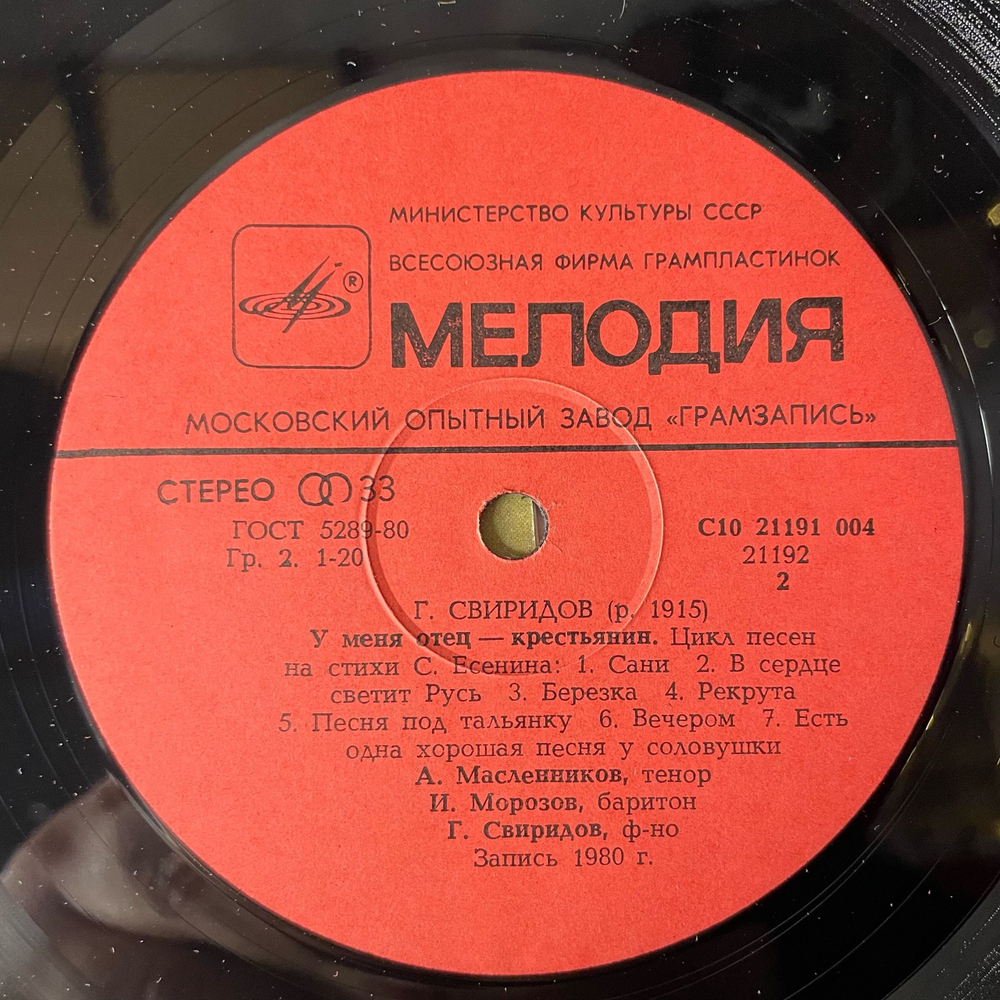 МИНИСТЕРСТВО КУЛЬТУРЫ СССР
ВСЕСОЮЗНАЯ ФИРМА ГРАМПЛАСТИНОК
®
МЕЛОДИЯ
МОСКОВСКИЙ ОПЫТНЫЙ ЗАВОД «ГРАМЗАПИСЬ»
СТЕРЕО 33
ГОСТ 5289-80
Гр. 2. 1-20
С10 21191 004
21192
2
Г. СВИРИДОВ (р. 1915)
У меня отец — крестьянин. Цикл песен
на стихи С. Есенина: 1. Сани 2. В сердце
светит Русь 3. Березка 4. Рекрута
5. Песня под тальянку 6. Вечером 7. Есть
одна хорошая песня у соловушки
А. Масленников, тенор
И. Морозов, баритон
Г. Свиридов, ф-но
Запись 1980 г.